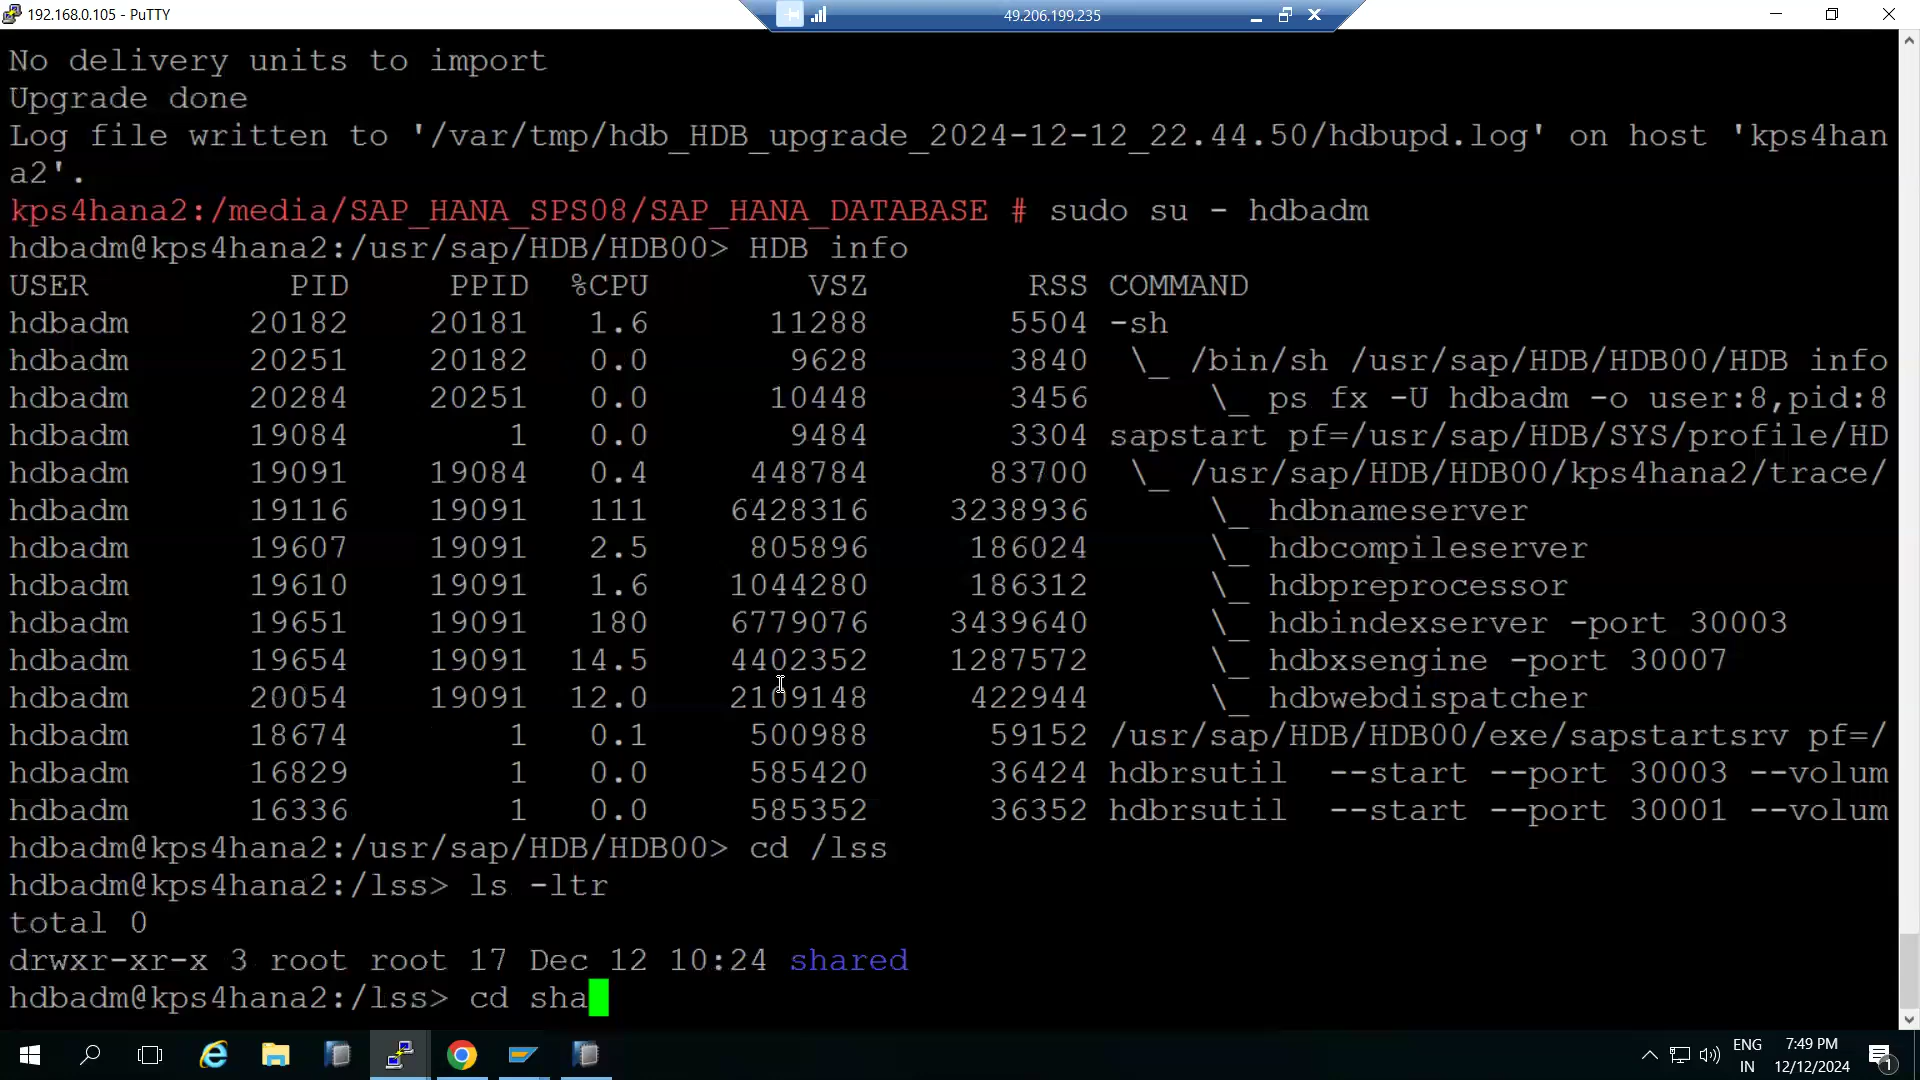 192.168.0.105 - PuTTY
49.206.199.235
No delivery units to import
Upgrade done
Log file written to '/var/tmp/hdb_HDB_upgrade_2024-12-12_22.44.50/hdbupd.log' on host 'kps4han
a2'.
kps4hana2:/media/SAP_HANA_SPS08/SAP_HANA_DATABASE # sudo su - hdbadm
hdbadm@kps4hana2:/usr/sap/HDB/HDB00> HDB info
USER PID PPID %CPU VSZ RSS COMMAND
hdbadm 20182 20181 1.6 11288 5504 -sh
hdbadm 20251 20182 0.0 9628 3840 \_ /bin/sh /usr/sap/HDB/HDB00/HDB info
hdbadm 20284 20251 0.0 10448 3456 \_ ps fx -U hdbadm -o user:8,pid:8
hdbadm 19084 1 0.0 9484 3304 sapstart pf=/usr/sap/HDB/SYS/profile/HD
hdbadm 19091 19084 0.4 448784 83700 \_ /usr/sap/HDB/HDB00/kps4hana2/trace/
hdbadm 19116 19091 111 6428316 3238936 \_ hdbnameserver
hdbadm 19607 19091 2.5 805896 186024 \_ hdbcompileserver
hdbadm 19610 19091 1.6 1044280 186312 \_ hdbpreprocessor
hdbadm 19651 19091 180 6779076 3439640 \_ hdbindexserver -port 30003
hdbadm 19654 19091 14.5 4402352 1287572 \_ hdbxsengine -port 30007
hdbadm 20054 19091 12.0 2109148 422944 \_ hdbwebdispatcher
hdbadm 18674 1 0.1 500988 59152 /usr/sap/HDB/HDB00/exe/sapstartsrv pf=/
hdbadm 16829 1 0.0 585420 36424 hdbrsutil --start --port 30003 --volum
hdbadm 16336 1 0.0 585352 36352 hdbrsutil --start --port 30001 --volum
hdbadm@kps4hana2:/usr/sap/HDB/HDB00> cd /lss
hdbadm@kps4hana2:/lss> ls -ltr
total 0
drwxr-xr-x 3 root root 17 Dec 12 10:24 shared
hdbadm@kps4hana2:/lss> cd sha
ENG
IN
7:49 PM
12/12/2024
1